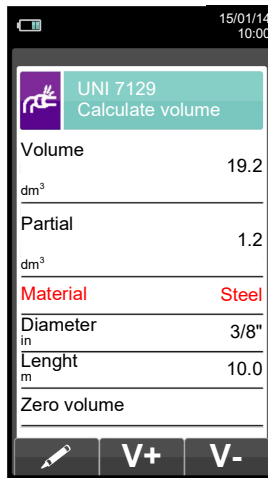 15/01/14
10:00
UNI 7129
Calculate volume
Volume
19.2
dm³
Partial
1.2
dm³
Material Steel
Diameter
in
3/8"
Lenght
m
10.0
Zero volume
V+ V-